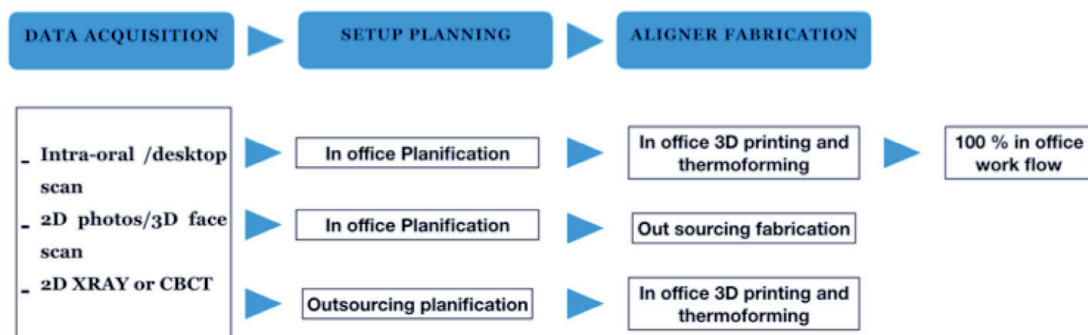 DATA ACQUISITION
SETUP PLANNING
ALIGNER FABRICATION
- Intra-oral /desktop
scan
- 2D photos/3D face
scan
- 2D XRAY or CBCT
In office Planification
In office 3D printing and
thermoforming
100 % in office
work flow
In office Planification
Out sourcing fabrication
Outsourcing planification
In office 3D printing and
thermoforming